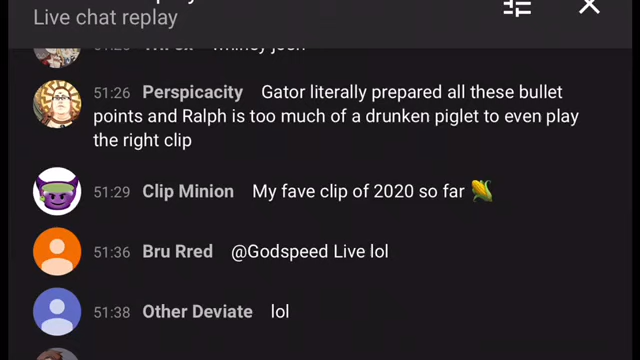 Live chat replay
51:26 Perspicacity Gator literally prepared all these bullet
points and Ralph is too much of a drunken piglet to even play
the right clip
51:29 Clip Minion My fave clip of 2020 so far 🌽
51:36 Bru Rred @Godspeed Live lol
51:38 Other Deviate lol